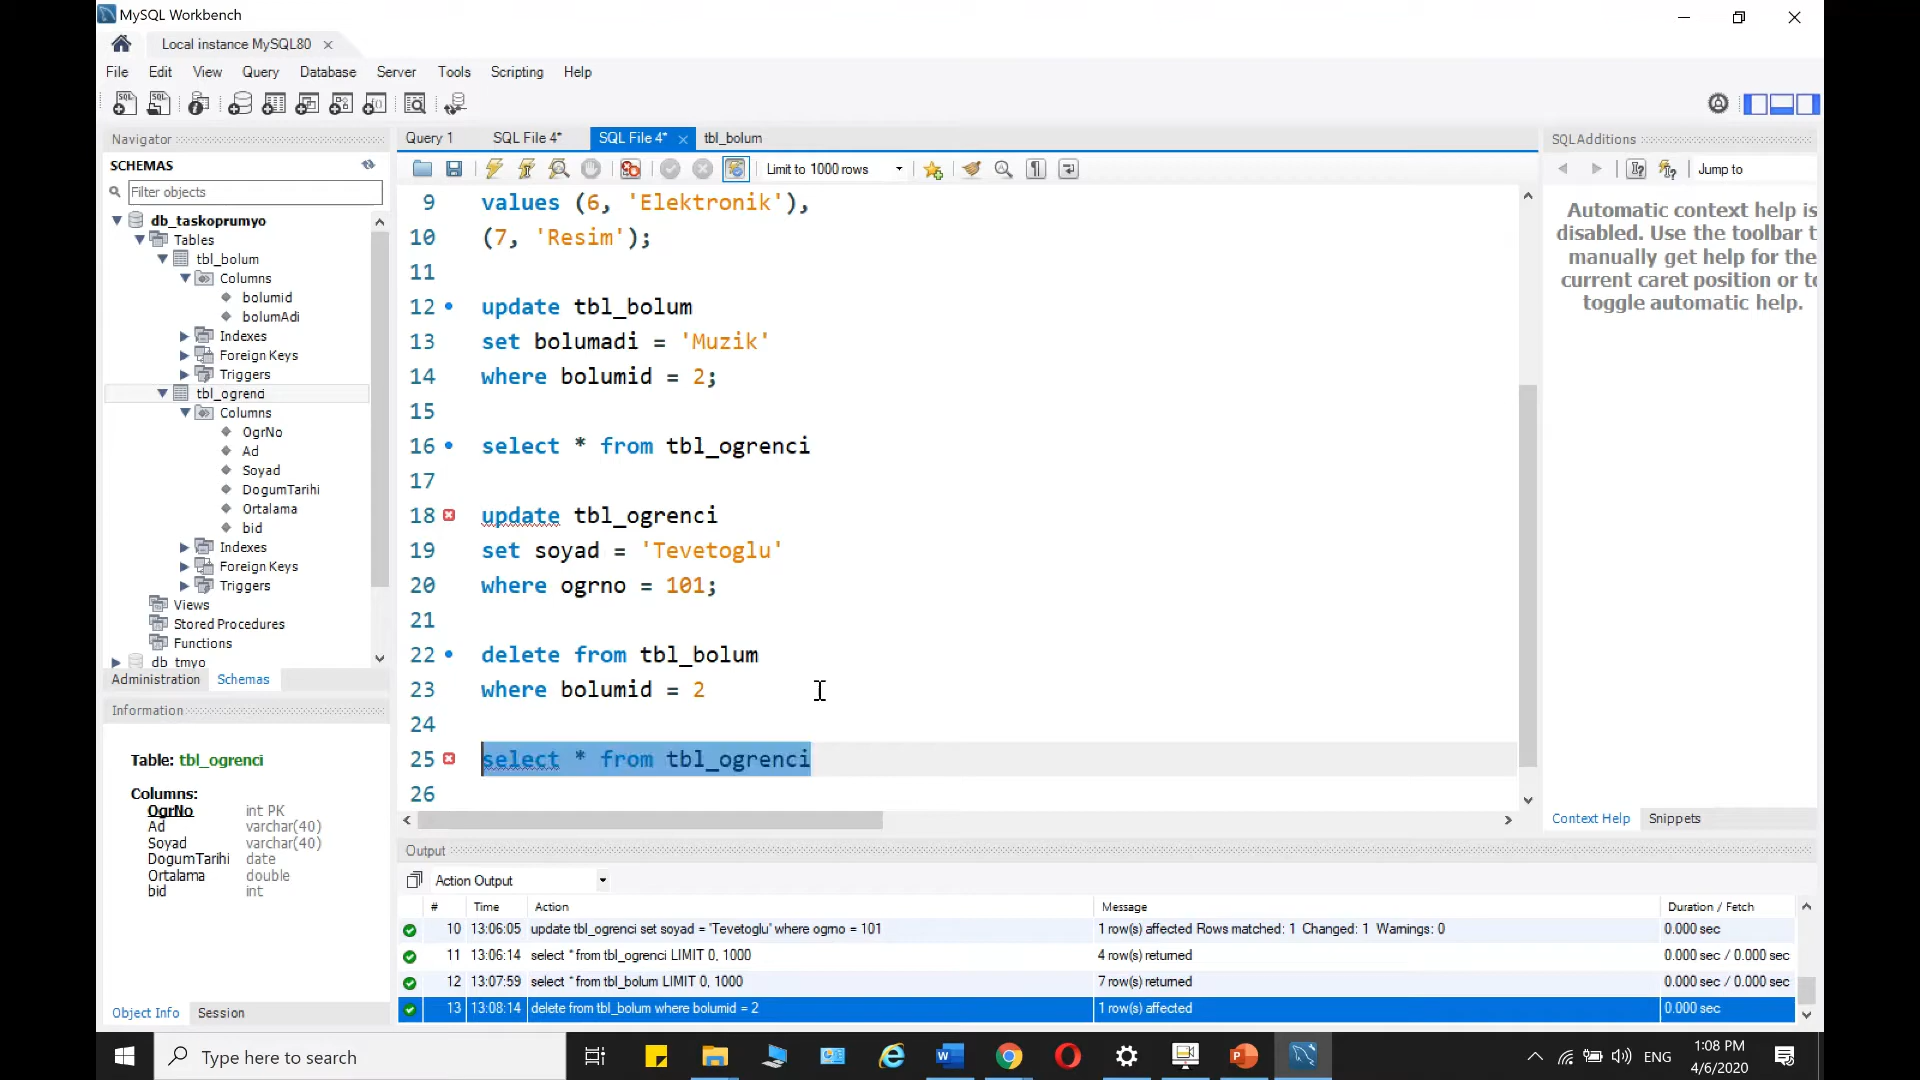 MySQL Workbench
Local instance MySQL80
File Edit View Query Database Server Tools Scripting Help
Navigator
SCHEMAS
Filter objects
db_taskoprumyo
Tables
tbl_bolum
Columns
bolumid
bolumAdi
Indexes
Foreign Keys
Triggers
tbl_ogrenci
Columns
OgrNo
Ad
Soyad
DogumTarihi
Ortalama
bid
Indexes
Foreign Keys
Triggers
Views
Stored Procedures
Functions
db_tmyo
Administration Schemas
Information
Table: tbl_ogrenci
Columns:
OgrNo int PK
Ad varchar(40)
Soyad varchar(40)
DogumTarihi date
Ortalama double
bid int
Object Info Session
Query 1 SQL File 4* SQL File 4* tbl_bolum
Limit to 1000 rows
9 values (6, 'Elektronik'),
10 (7, 'Resim');
11
12 update tbl_bolum
13 set bolumadi = 'Muzik'
14 where bolumid = 2;
15
16 select * from tbl_ogrenci
17
18 update tbl_ogrenci
19 set soyad = 'Tevetoglu'
20 where ogrno = 101;
21
22 delete from tbl_bolum
23 where bolumid = 2
24
25 select * from tbl_ogrenci
26
SQLAdditions
Jump to
Automatic context help is
disabled. Use the toolbar t
manually get help for the
current caret position or to
toggle automatic help.
Context Help Snippets
Output
Action Output
# Time Action Message Duration / Fetch
10 13:06:05 update tbl_ogrenci set soyad = 'Tevetoglu' where ogrno = 101 1 row(s) affected Rows matched: 1 Changed: 1 Warnings: 0 0.000 sec
11 13:06:14 select * from tbl_ogrenci LIMIT 0, 1000 4 row(s) returned 0.000 sec / 0.000 sec
12 13:07:59 select * from tbl_bolum LIMIT 0, 1000 7 row(s) returned 0.000 sec / 0.000 sec
13 13:08:14 delete from tbl_bolum where bolumid = 2 1 row(s) affected 0.000 sec
Type here to search
ENG
1:08 PM
4/6/2020